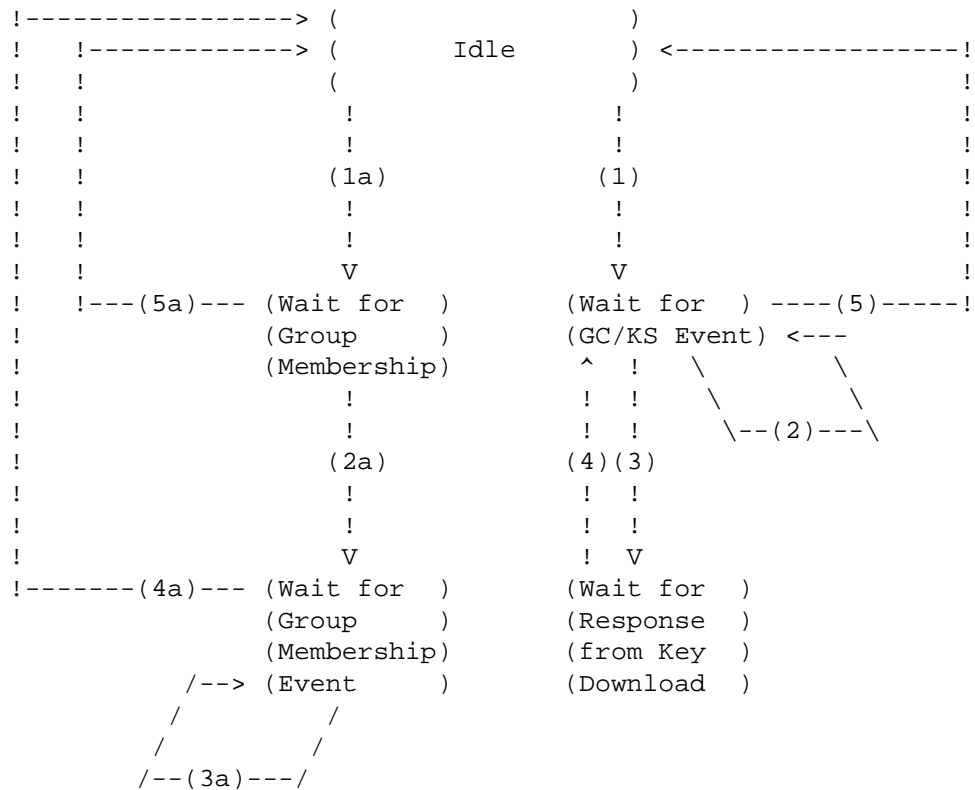 !-----------------> (                  )
!   !-------------> (       Idle       ) <------------------!
!   !               (                  )                    !
!   !                !                !                     !
!   !                !                !                     !
!   !               (1a)             (1)                    !
!   !                !                !                     !
!   !                !                !                     !
!   !                V                V                     !
!   !---(5a)--- (Wait for  )       (Wait for  ) ----(5)-----!
!               (Group     )       (GC/KS Event) <---
!               (Membership)        ^  !   \        \
!                    !              !  !    \        \
!                    !              !  !     \--(2)---\
!                   (2a)           (4)(3)
!                    !              !  !
!                    !              !  !
!                    V              !  V
!-------(4a)--- (Wait for  )       (Wait for  )
                (Group     )       (Response  )
                (Membership)       (from Key  )
           /--> (Event     )       (Download  )
          /         /
         /         /
        /--(3a)---/